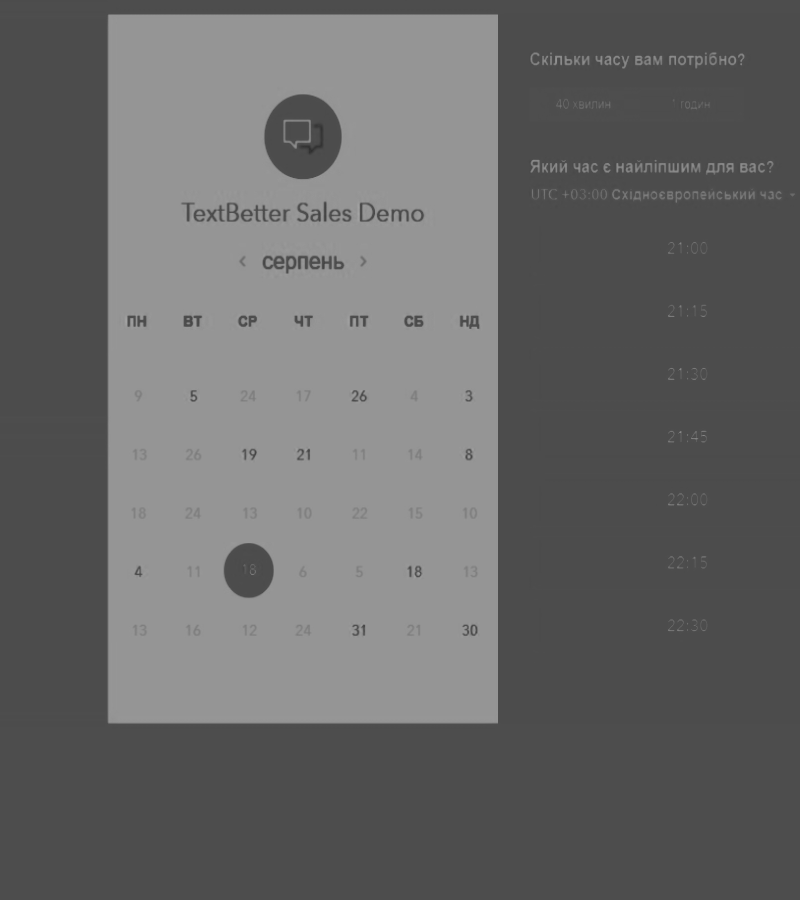 TextBetter Sales Demo
‹ серпень ›
ПН ВТ СР ЧТ ПТ СБ НД
9 5 24 17 26 4 3
13 26 19 21 11 14 8
18 24 13 10 22 15 10
4 11 18 6 5 18 13
13 16 12 24 31 21 30
Скільки часу вам потрібно?
40 хвилин 1 годин
Який час є найліпшим для вас?
UTC +03:00 Східноєвропейський час
21:00
21:15
21:30
21:45
22:00
22:15
22:30